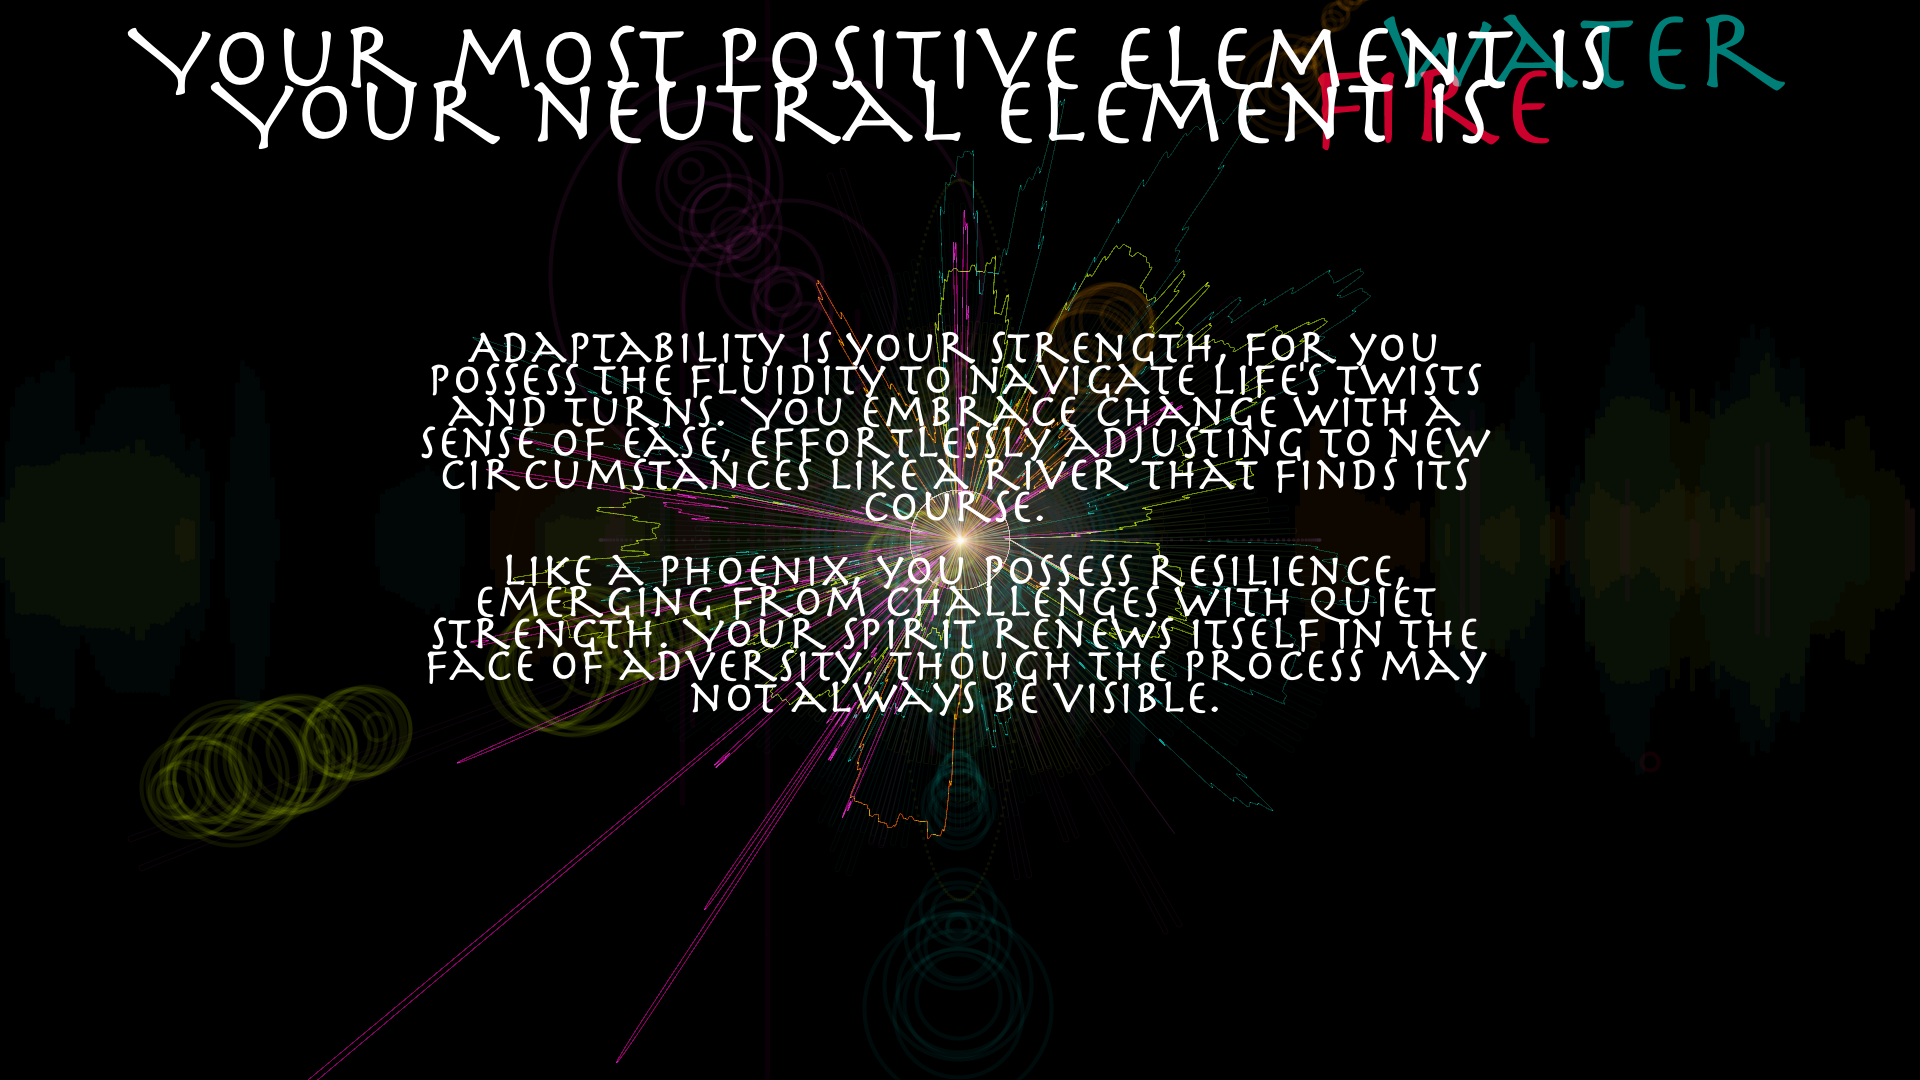 Your most positive element is WATER
Your neutral element is FIRE
Adaptability is your strength, for you
possess the fluidity to navigate life's twists
and turns. You embrace change with a
sense of ease, effortlessly adjusting to new
circumstances like a river that finds its
course.
Like a phoenix, you possess resilience,
emerging from challenges with quiet
strength. Your spirit renews itself in the
face of adversity, though the process may
not always be visible.